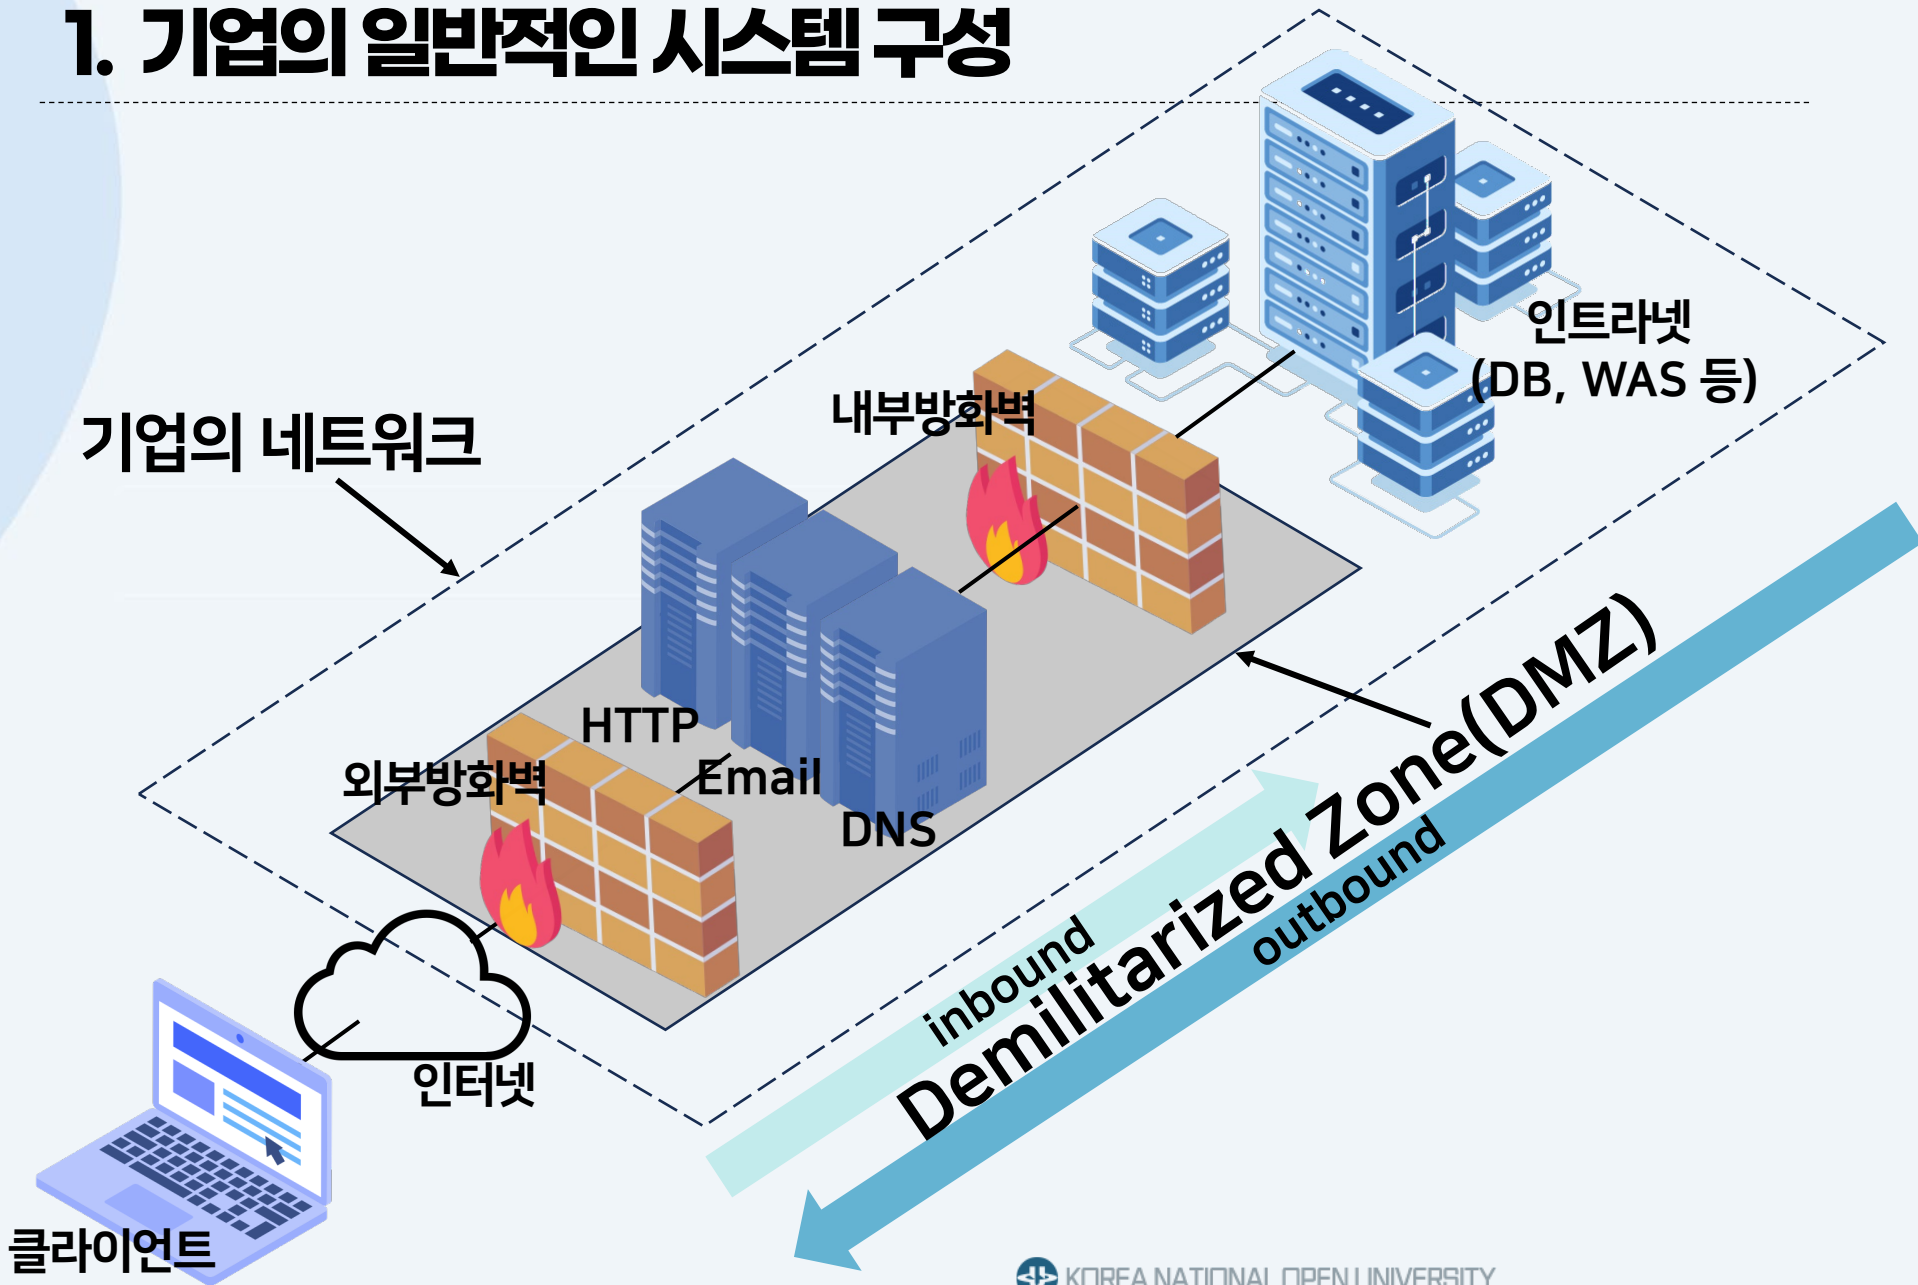 1. 기업의 일반적인 시스템 구성
인트라넷
(DB, WAS 등)
내부방화벽
기업의 네트워크
HTTP
외부방화벽
Email
DNS
Demilitarized Zone(DMZ)
inbound
outbound
인터넷
클라이언트
KOREA NATIONAL OPEN UNIVERSITY